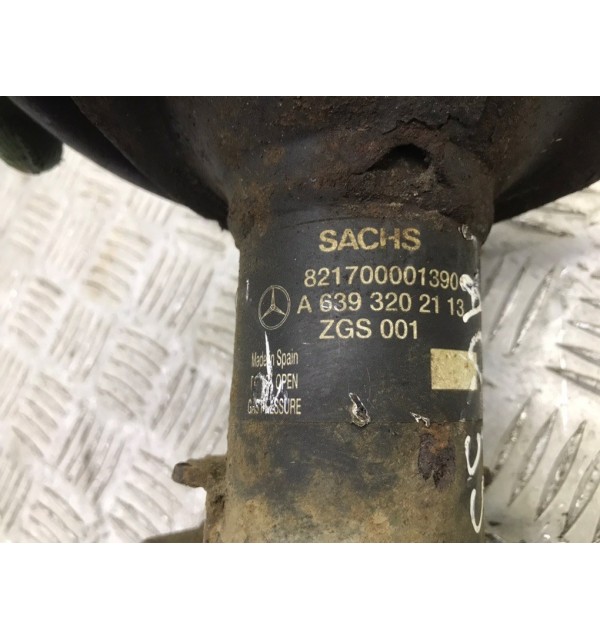 SACHS
821700001390
A 639 320 21 13
ZGS 001
Made in Spain
OPEN
GAS PRESSURE